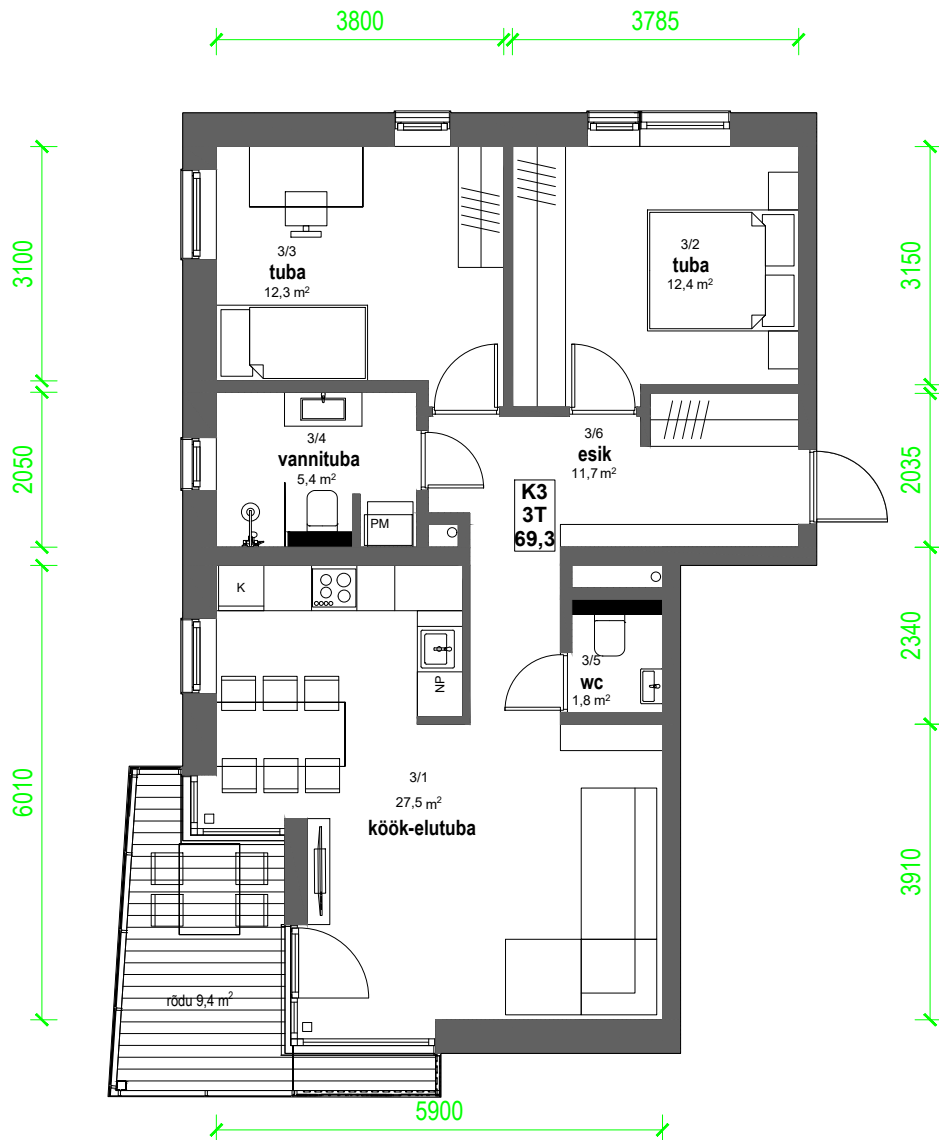 3800
3785
3100
3150
3/3
tuba
12,3 m²
3/2
tuba
12,4 m²
2050
2035
3/4
vannituba
5,4 m²
3/6
esik
11,7 m²
K3
3T
69,3
PM
K
NP
3/5
wc
1,8 m²
2340
6010
3910
3/1
27,5 m²
köök-elutuba
rõdu 9,4 m²
5900